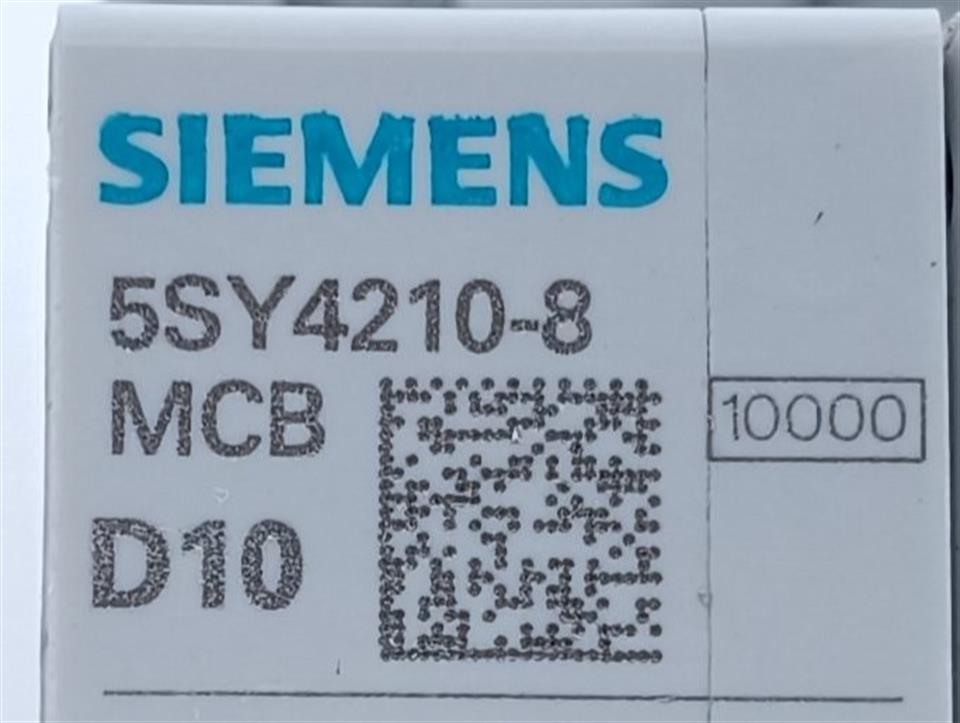 SIEMENS
5SY4210-8
MCB
10000
D10